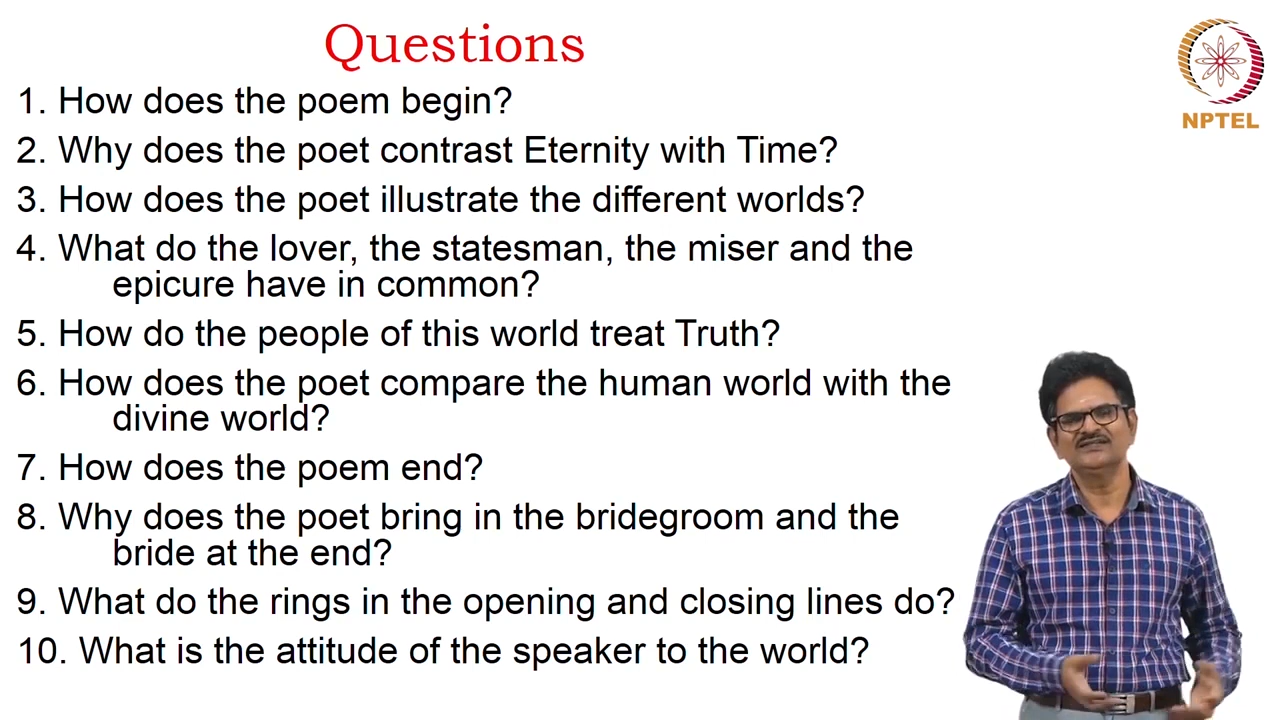 Questions
NPTEL
1. How does the poem begin?
2. Why does the poet contrast Eternity with Time?
3. How does the poet illustrate the different worlds?
4. What do the lover, the statesman, the miser and the
epicure have in common?
5. How do the people of this world treat Truth?
6. How does the poet compare the human world with the
divine world?
7. How does the poem end?
8. Why does the poet bring in the bridegroom and the
bride at the end?
9. What do the rings in the opening and closing lines do?
10. What is the attitude of the speaker to the world?